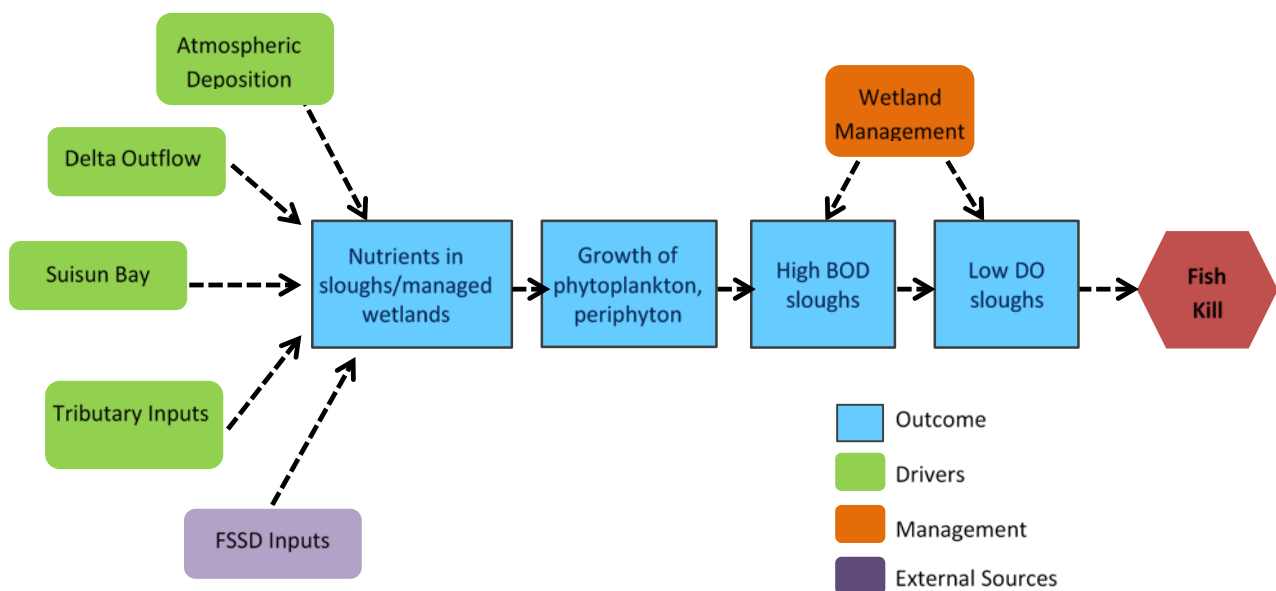 Atmospheric
Deposition
Delta Outflow
Suisun Bay
Tributary Inputs
FSSD Inputs
Nutrients in
sloughs/managed
wetlands
Growth of
phytoplankton,
periphyton
Wetland
Management
High BOD
sloughs
Low DO
sloughs
Fish
Kill
Outcome
Drivers
Management
External Sources